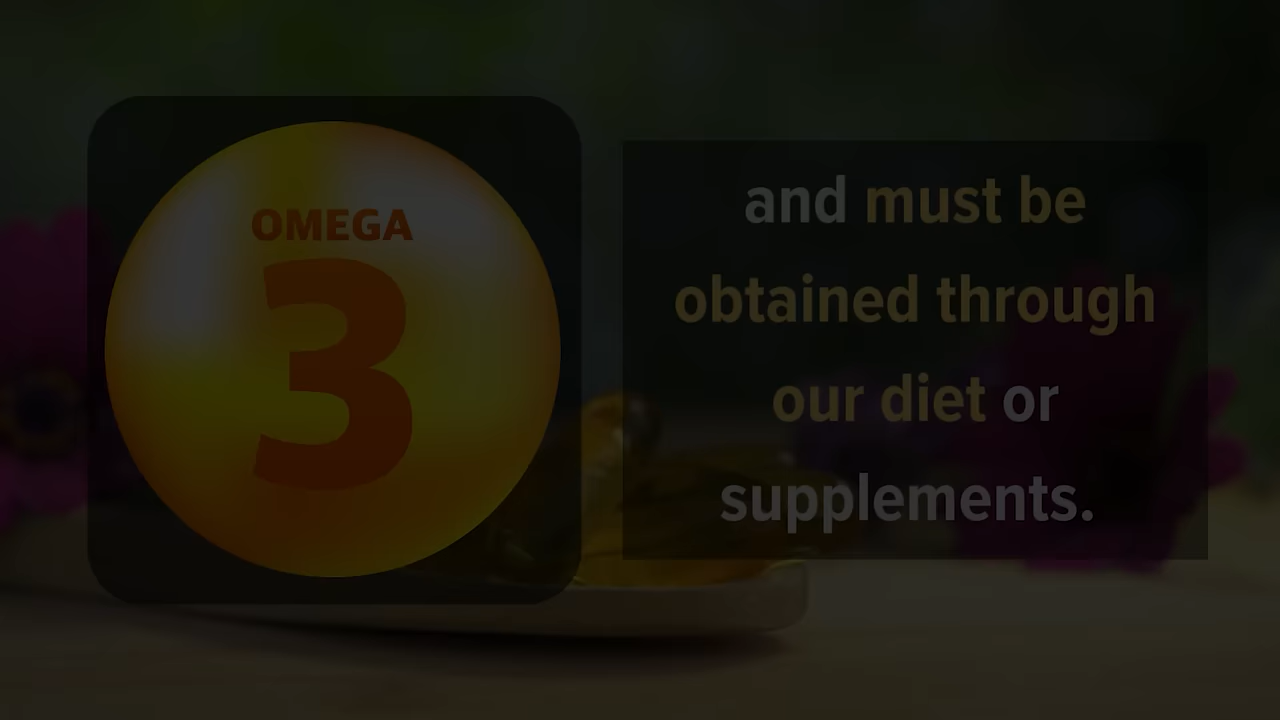 OMEGA
3
and must be
obtained through
our diet or
supplements.